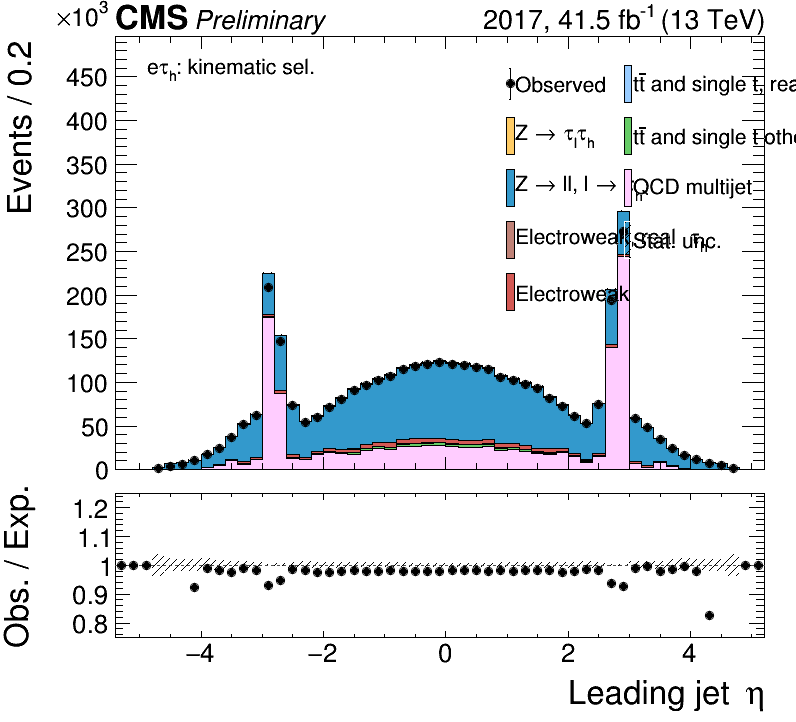 ×10³ CMS Preliminary 2017, 41.5 fb⁻¹ (13 TeV)
Events / 0.2
eτₕ: kinematic sel.
Observed
Z → τₗτₕ
Z → ll, l →
Electroweak real τₕ
Electroweak
tt̄ and single t, rea
tt̄ and single t othe
QCD multijet
Stat. unc.
450
400
350
300
250
200
150
100
50
0
Obs. / Exp.
1.2
1.1
1
0.9
0.8
−4 −2 0 2 4
Leading jet η